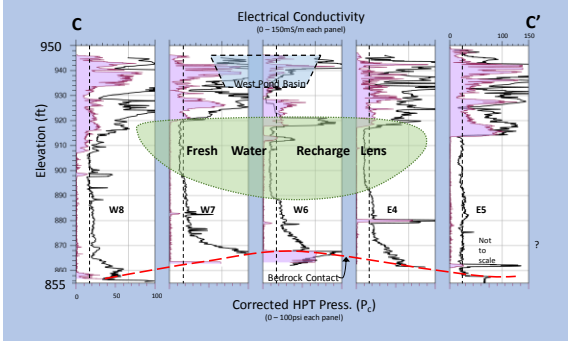 Electrical Conductivity
C
(0 – 150mS/m each panel)
C’
950
0
50
100
150
940
West Pond Basin
930
920
Fresh Water Recharge Lens
910
900
890
W8
W7
W6
E4
E5
880
Not
to
scale
870
?
860
Bedrock Contact
855
0
50
100
Corrected HPT Press. (Pc)
(0 – 100psi each panel)
Elevation (ft)